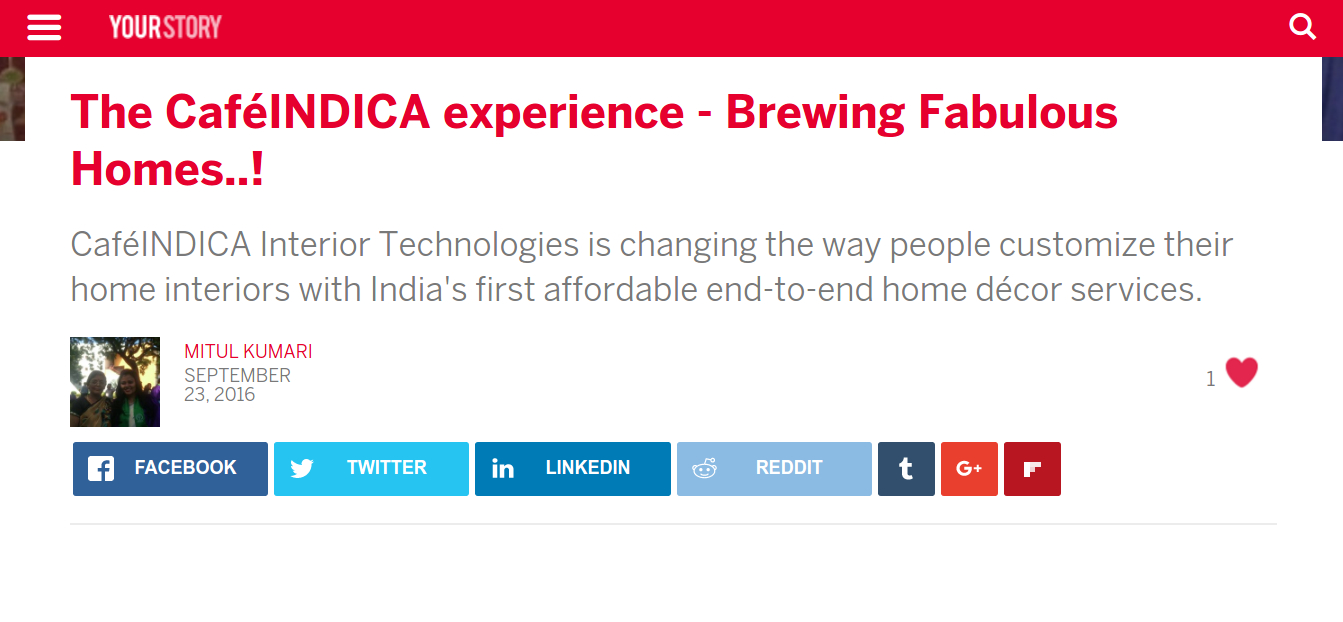 YOURSTORY
The CaféINDICA experience - Brewing Fabulous
Homes..!
CaféINDICA Interior Technologies is changing the way people customize their
home interiors with India's first affordable end-to-end home décor services.
MITUL KUMARI
SEPTEMBER
23, 2016
1
FACEBOOK
TWITTER
LINKEDIN
REDDIT
t
G+